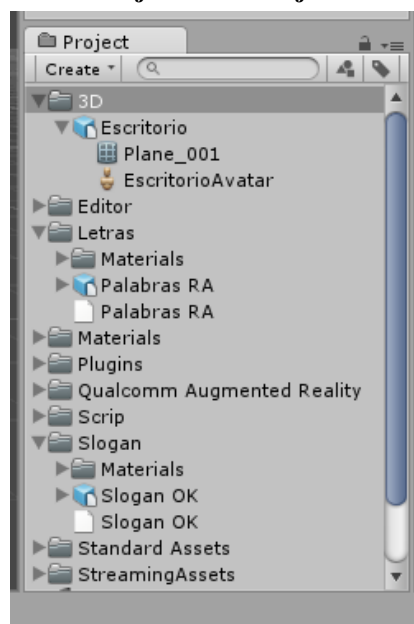 Project
Create
3D
Escritorio
Plane_001
EscritorioAvatar
Editor
Letras
Materials
Palabras RA
Palabras RA
Materials
Plugins
Qualcomm Augmented Reality
Scrip
Slogan
Materials
Slogan OK
Slogan OK
Standard Assets
StreamingAssets